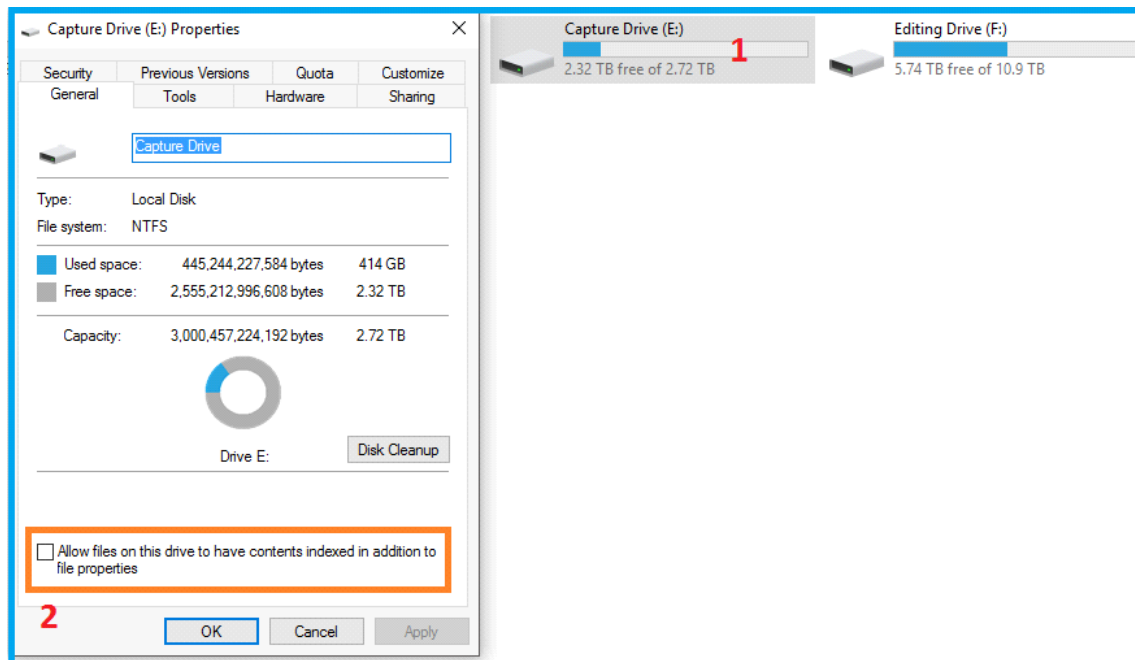 Capture Drive (E:) Properties
Security Previous Versions Quota Customize
General Tools Hardware Sharing
Capture Drive
Type: Local Disk
File system: NTFS
Used space: 445,244,227,584 bytes 414 GB
Free space: 2,555,212,996,608 bytes 2.32 TB
Capacity: 3,000,457,224,192 bytes 2.72 TB
Drive E:
Disk Cleanup
Allow files on this drive to have contents indexed in addition to
file properties
2
OK Cancel Apply
Capture Drive (E:)
1
2.32 TB free of 2.72 TB
Editing Drive (F:)
5.74 TB free of 10.9 TB